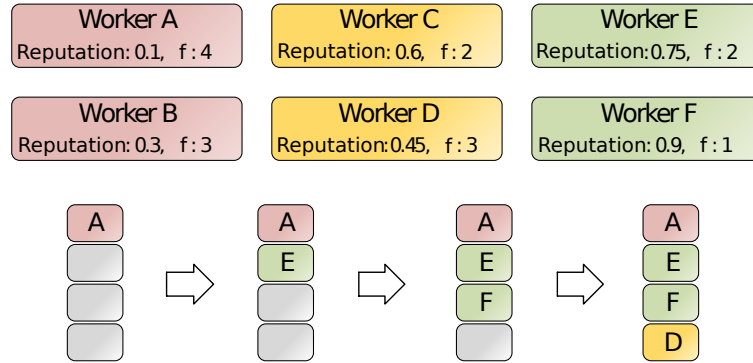 Worker A
Reputation: 0.1, f : 4
Worker C
Reputation: 0.6, f : 2
Worker E
Reputation: 0.75, f : 2
Worker B
Reputation: 0.3, f : 3
Worker D
Reputation: 0.45, f : 3
Worker F
Reputation: 0.9, f : 1
A
A
E
A
E
F
A
E
F
D